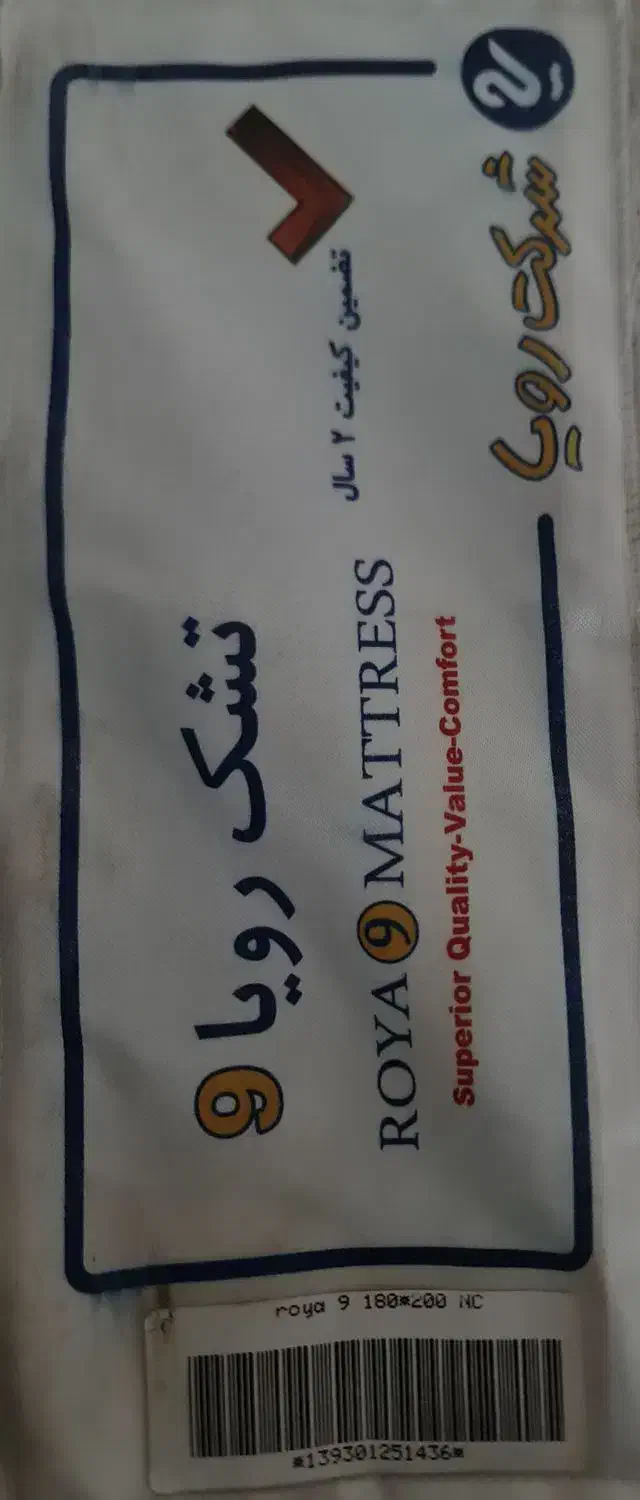 شرکت رویا
تضمین کیفیت ۲ سال
تشک رویا 9
ROYA 9 MATTRESS
Superior Quality-Value-Comfort
roya 9 180*200 NC
*139301251436*